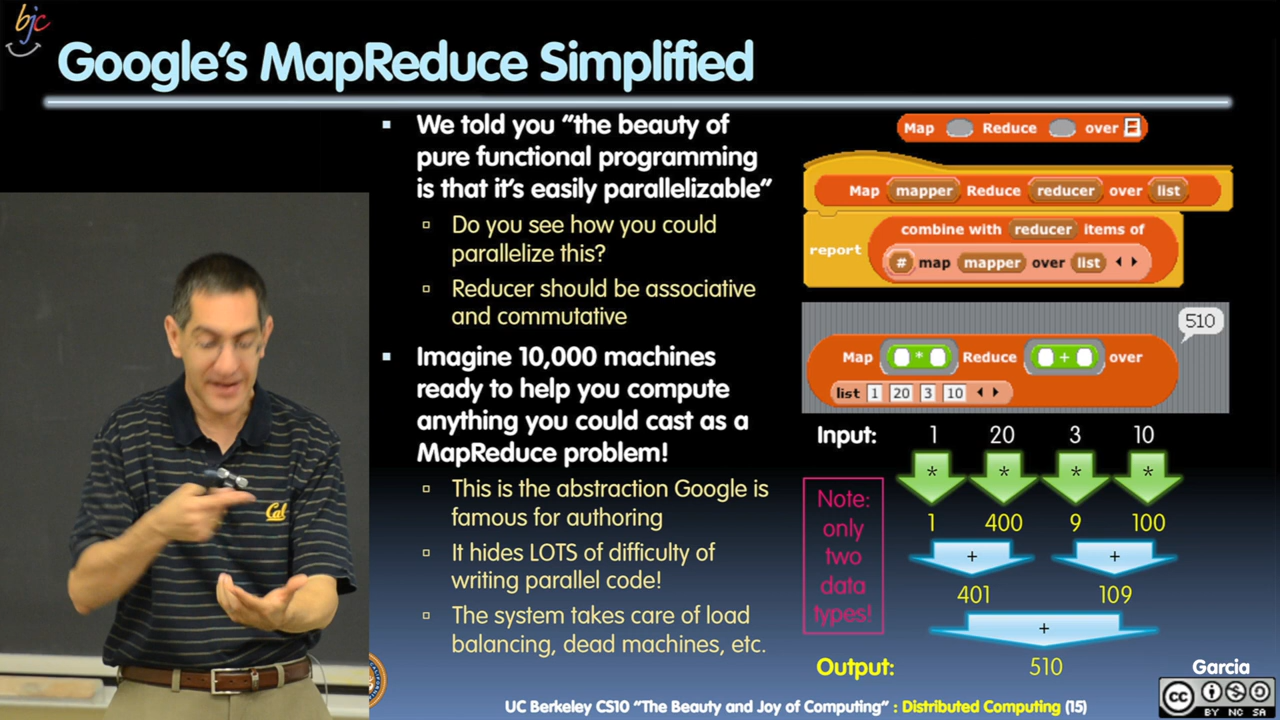 bjc
Google's MapReduce Simplified
We told you "the beauty of
pure functional programming
is that it's easily parallelizable"
Do you see how you could
parallelize this?
Reducer should be associative
and commutative
Imagine 10,000 machines
ready to help you compute
anything you could cast as a
MapReduce problem!
This is the abstraction Google is
famous for authoring
It hides LOTS of difficulty of
writing parallel code!
The system takes care of load
balancing, dead machines, etc.
Map Reduce over
Map mapper Reduce reducer over list
combine with reducer items of
report
# map mapper over list
510
Map * Reduce + over
list 1 20 3 10
Input: 1 20 3 10
* * * *
1 400 9 100
+ +
401 109
+
Output: 510
Note:
only
two
data
types!
Cal
Garcia
UC Berkeley CS10 "The Beauty and Joy of Computing" : Distributed Computing (15)
cc
BY NC SA